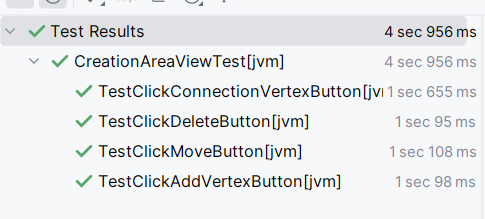 Test Results 4 sec 956 ms
CreationAreaViewTest[jvm] 4 sec 956 ms
TestClickConnectionVertexButton[jvm 1 sec 655 ms
TestClickDeleteButton[jvm] 1 sec 95 ms
TestClickMoveButton[jvm] 1 sec 108 ms
TestClickAddVertexButton[jvm] 1 sec 98 ms